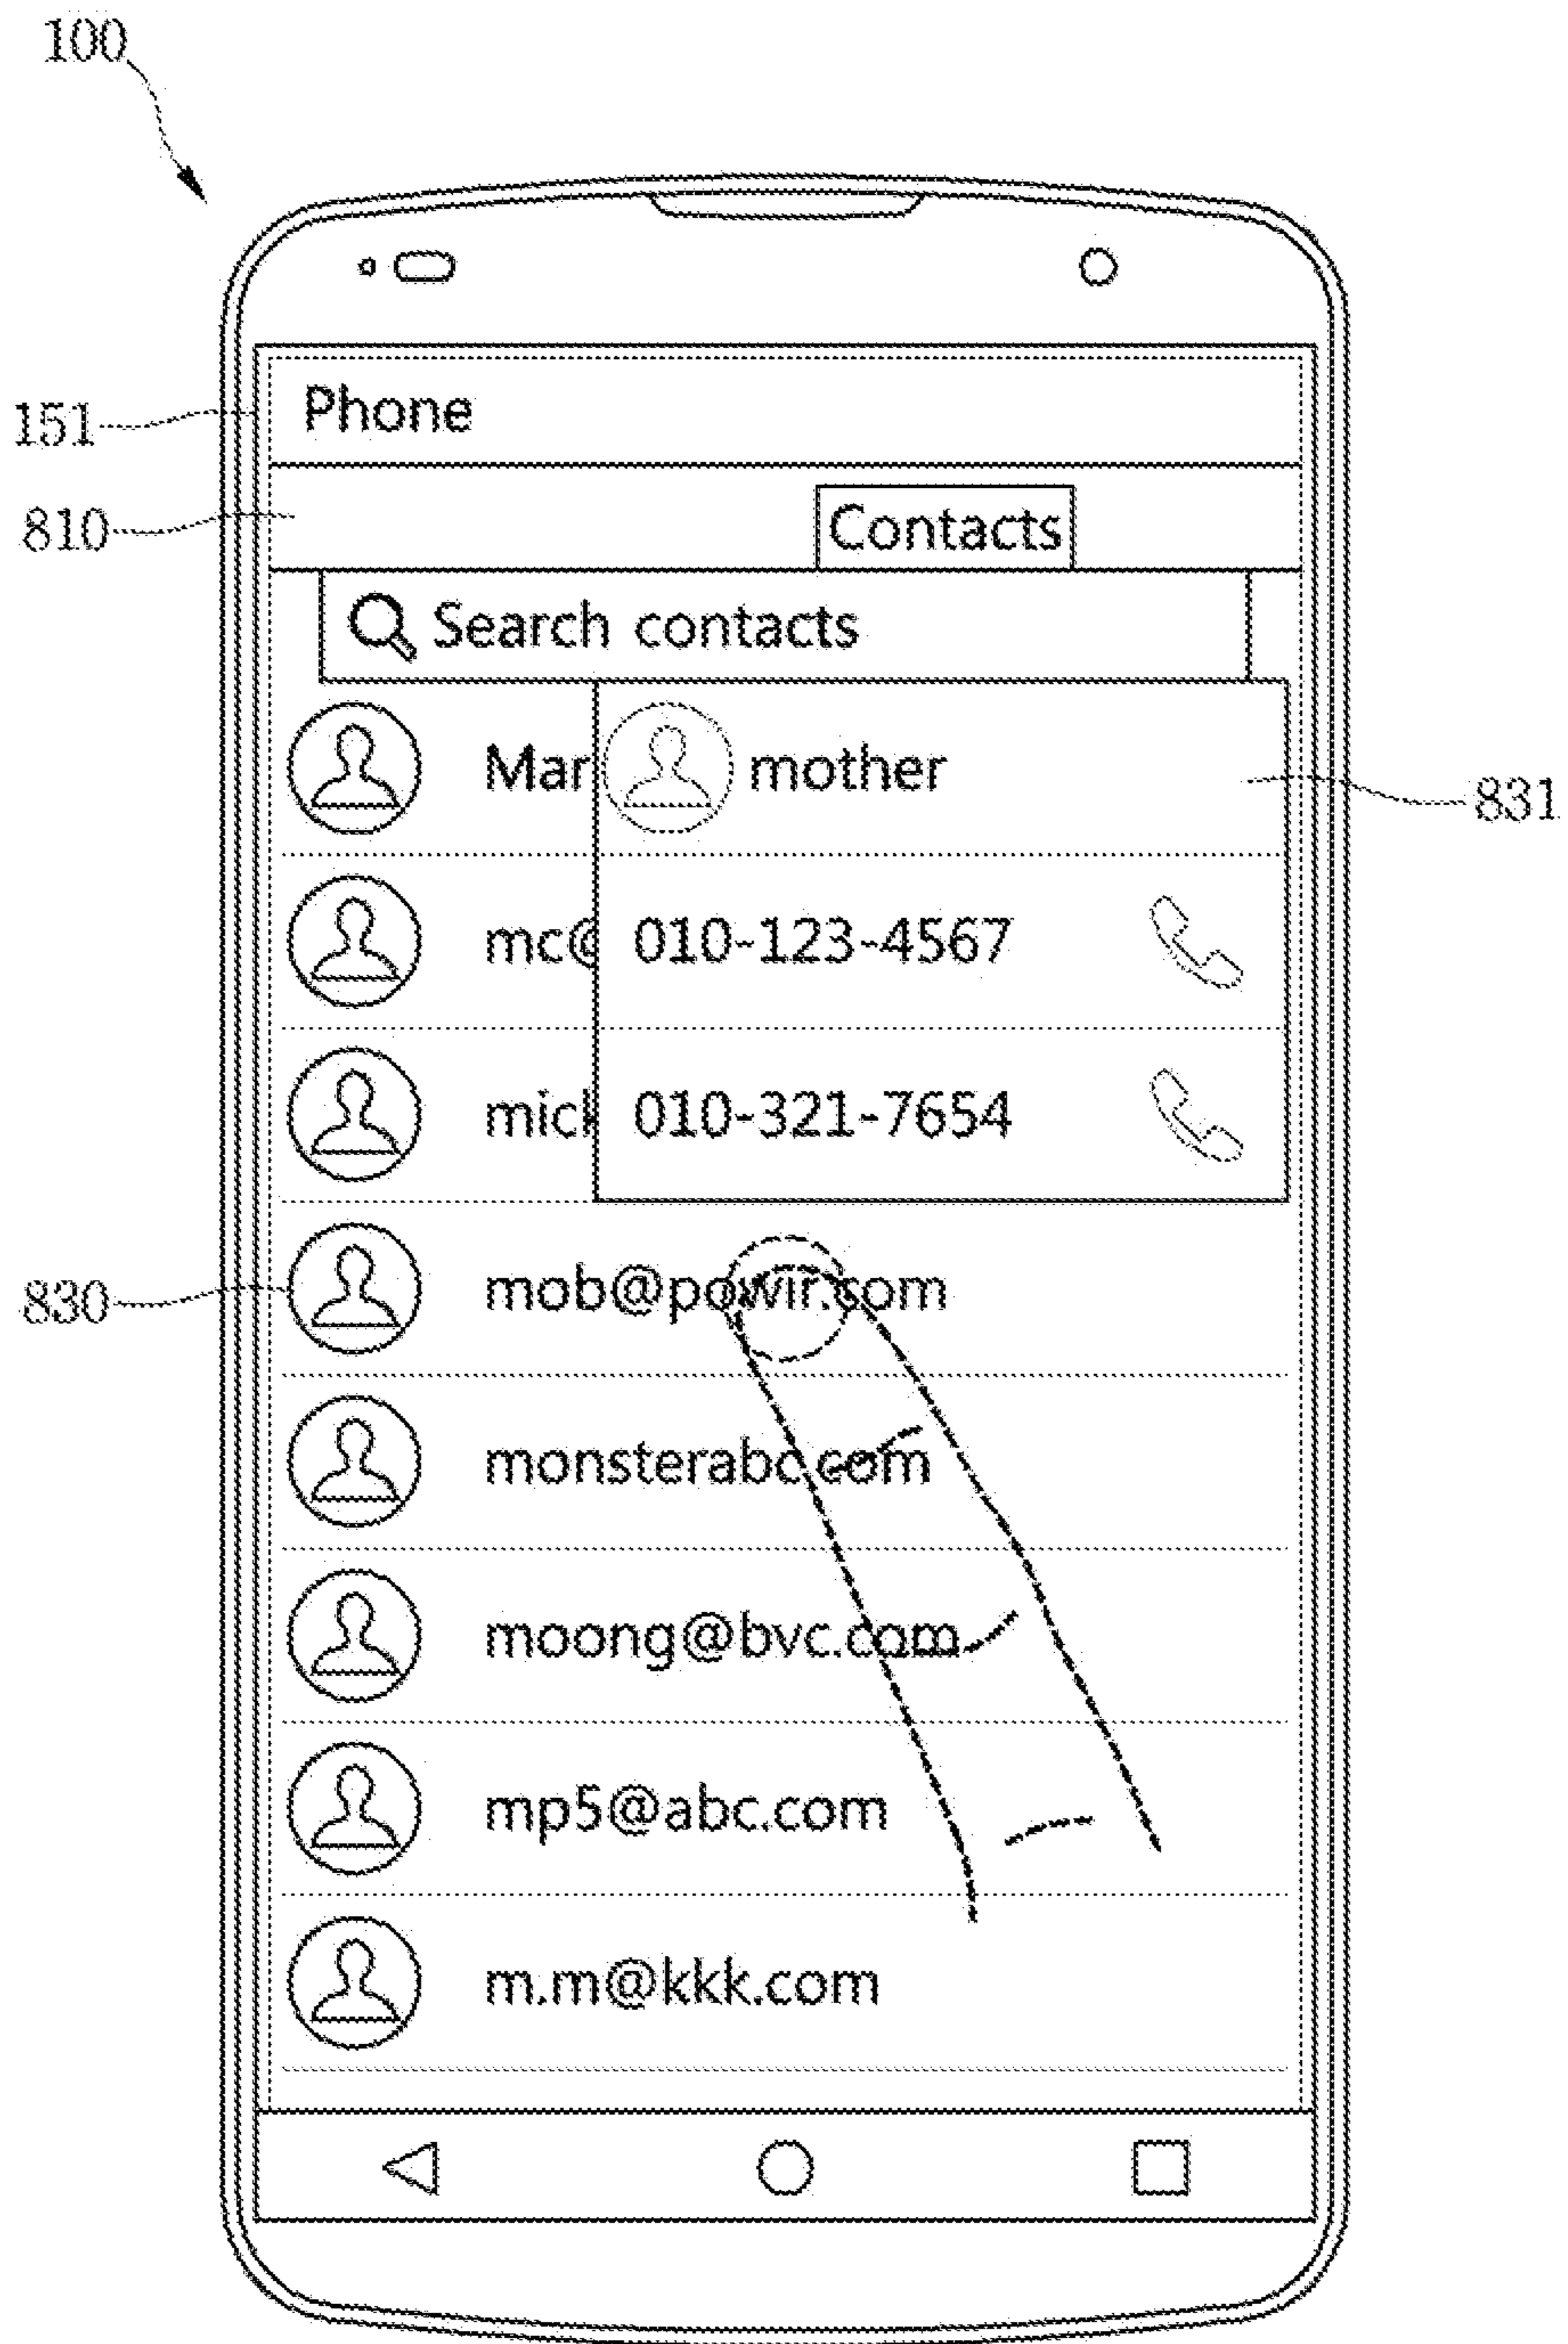 100
151
Phone
810
Contacts
Search contacts
Mar
mother
831
mc@
010-123-4567
mick
010-321-7654
830
mob@powir.com
monsterabc.com
moong@bvc.com
mp5@abc.com
m.m@kkk.com